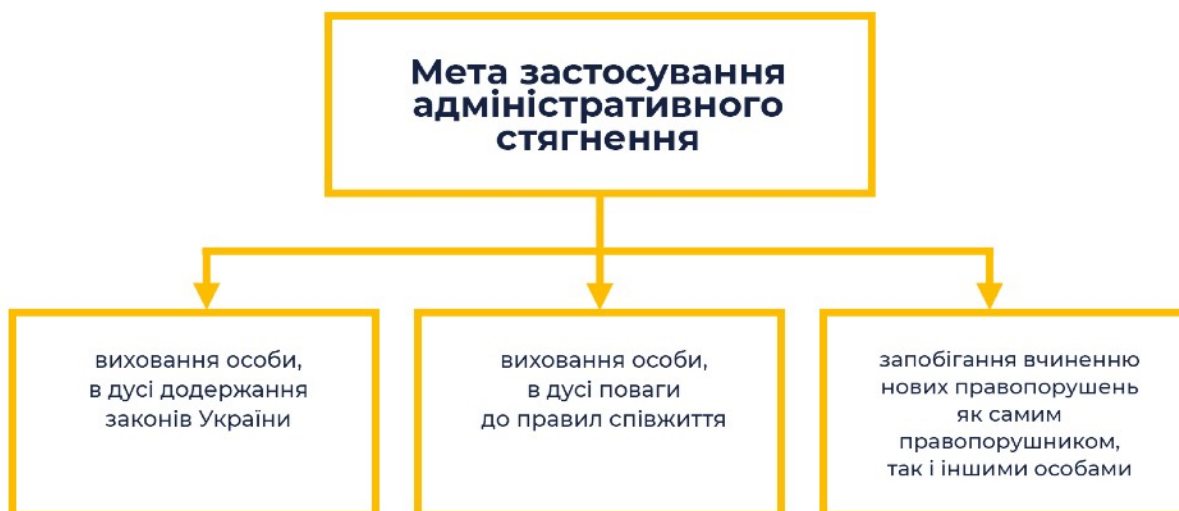 Мета застосування
адміністративного
стягнення
виховання особи,
в дусі додержання
законів України
виховання особи,
в дусі поваги
до правил співжиття
запобігання вчиненню
нових правопорушень
як самим
правопорушником,
так і іншими особами